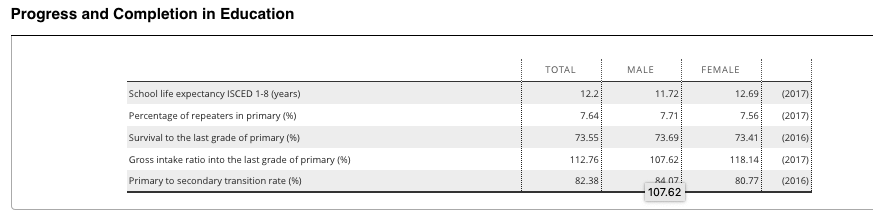 Progress and Completion in Education
TOTAL MALE FEMALE
School life expectancy ISCED 1-8 (years) 12.2 11.72 12.69 (2017)
Percentage of repeaters in primary (%) 7.64 7.71 7.56 (2017)
Survival to the last grade of primary (%) 73.55 73.69 73.41 (2016)
Gross intake ratio into the last grade of primary (%) 112.76 107.62 118.14 (2017)
Primary to secondary transition rate (%) 82.38 84.07 80.77 (2016)
107.62